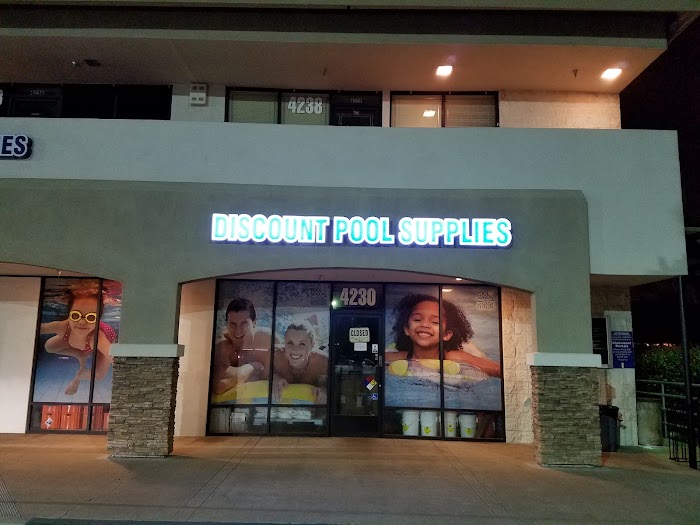 4238
ES
DISCOUNT POOL SUPPLIES
4230
CLOSED